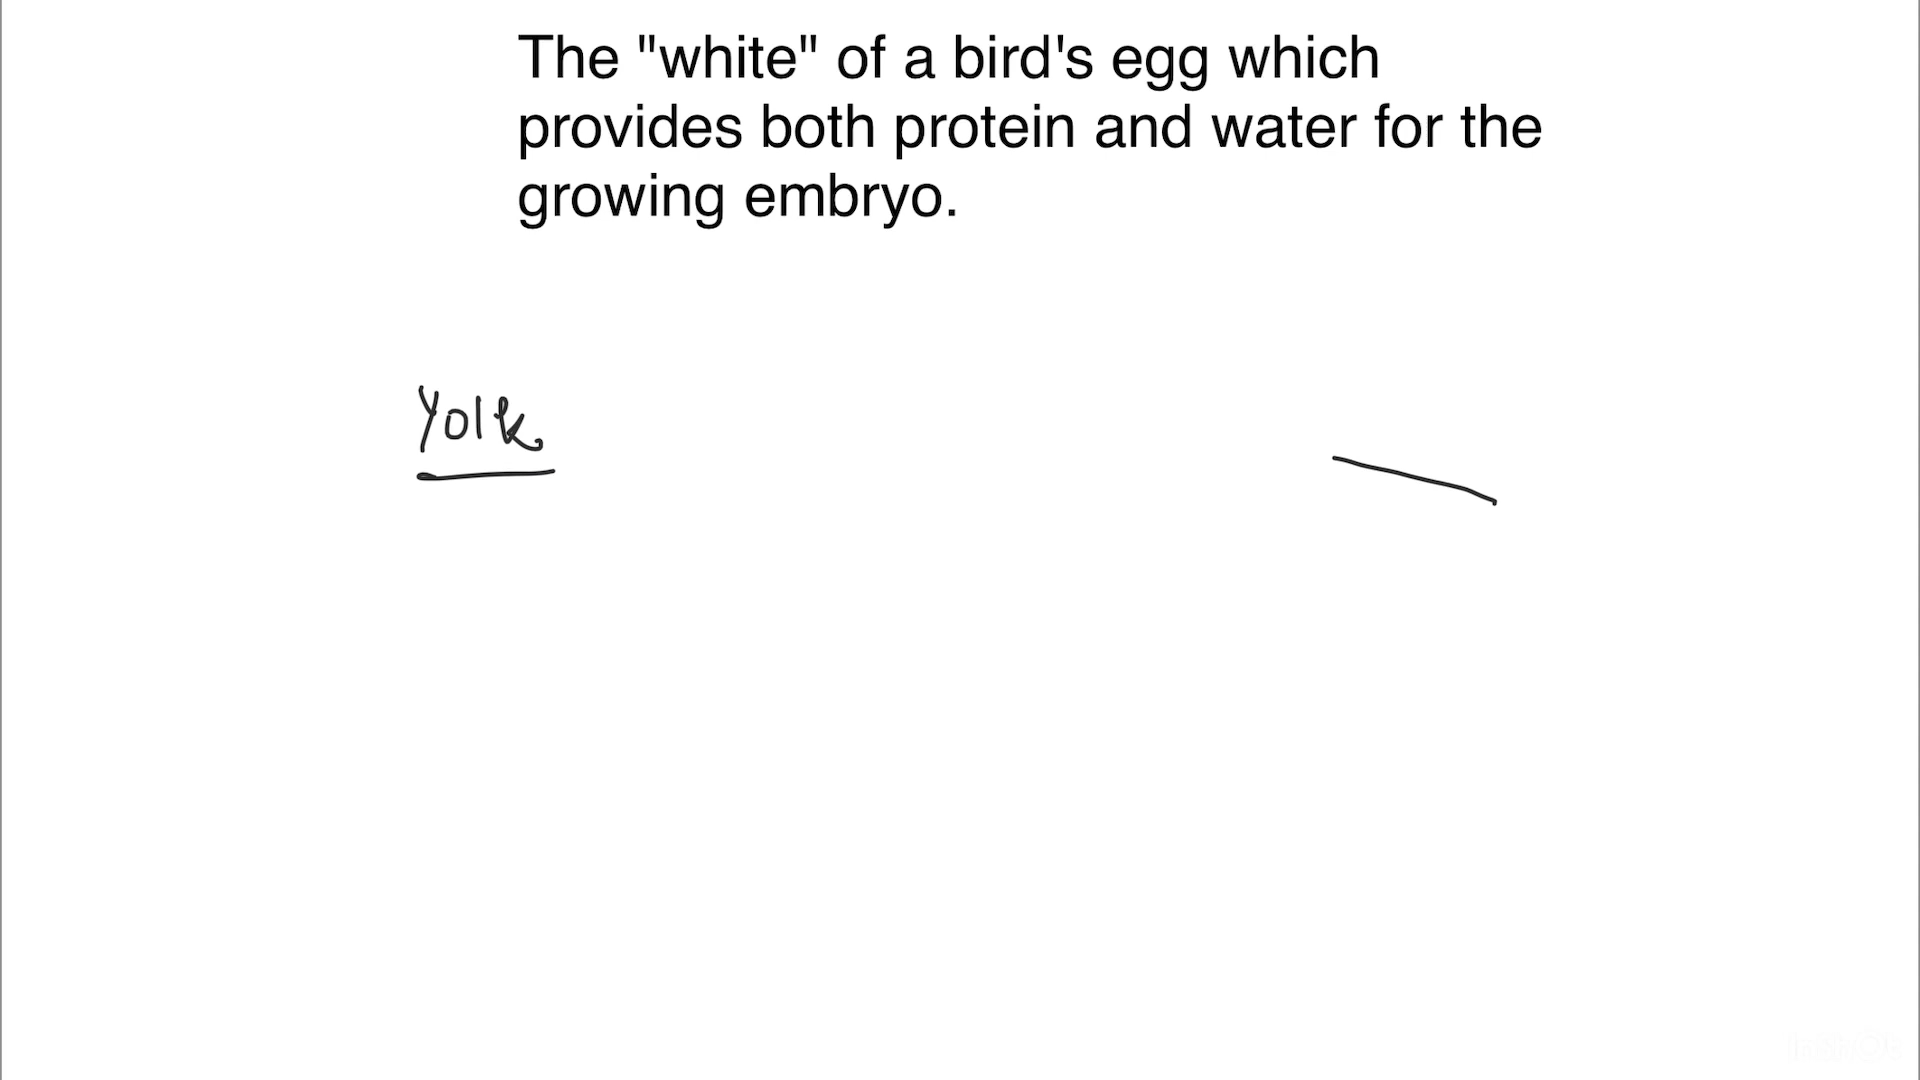 The "white" of a bird's egg which
provides both protein and water for the
growing embryo.
Yolk